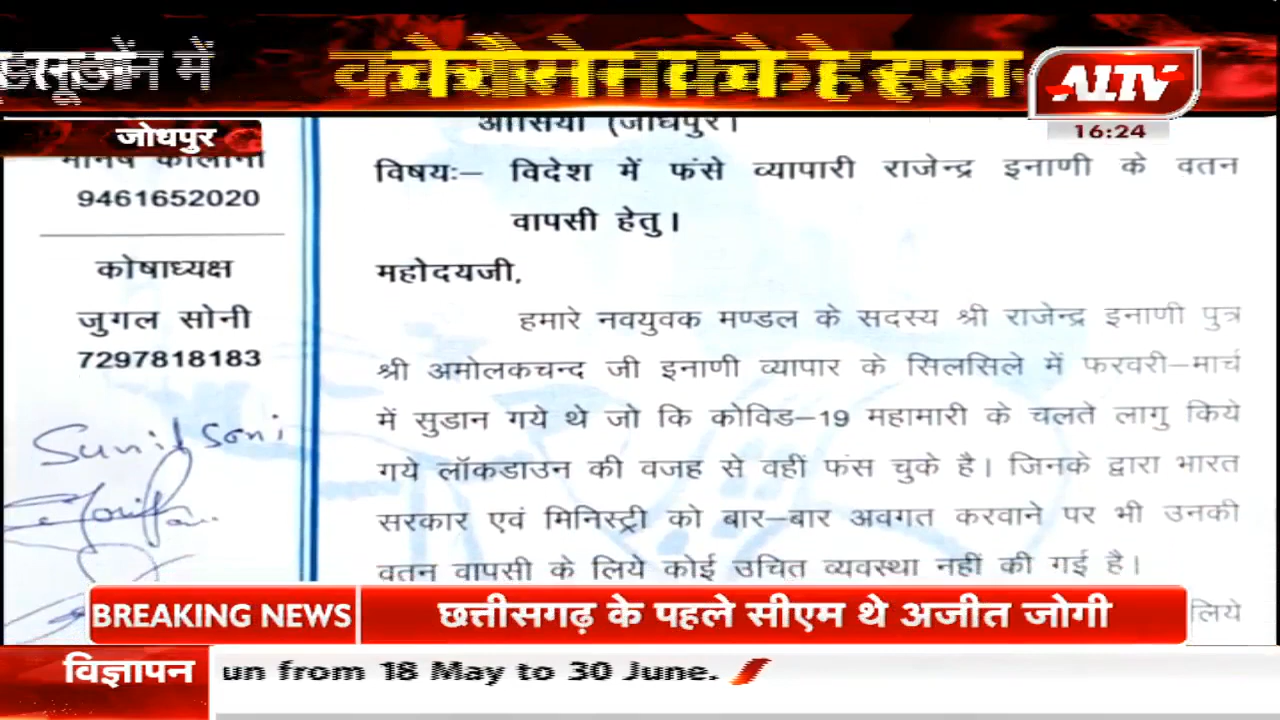 में
ALTV
16:24
जोधपुर
ओसिया (जोधपुर।
9461652020
कोषाध्यक्ष
जुगल सोनी
7297818183
Sunil Soni
विषयः– विदेश में फंसे व्यापारी राजेन्द्र इनाणी के वतन
वापसी हेतु।
महोदयजी,
हमारे नवयुवक मण्डल के सदस्य श्री राजेन्द्र इनाणी पुत्र
श्री अमोलकचन्द जी इनाणी व्यापार के सिलसिले में फरवरी–मार्च
में सुडान गये थे जो कि कोविड–19 महामारी के चलते लागु किये
गये लॉकडाउन की वजह से वहीं फंस चुके है। जिनके द्वारा भारत
सरकार एवं मिनिस्ट्री को बार–बार अवगत करवाने पर भी उनकी
वतन वापसी के लिये कोई उचित व्यवस्था नहीं की गई है।
लिये
BREAKING NEWS
छत्तीसगढ़ के पहले सीएम थे अजीत जोगी
विज्ञापन
un from 18 May to 30 June.